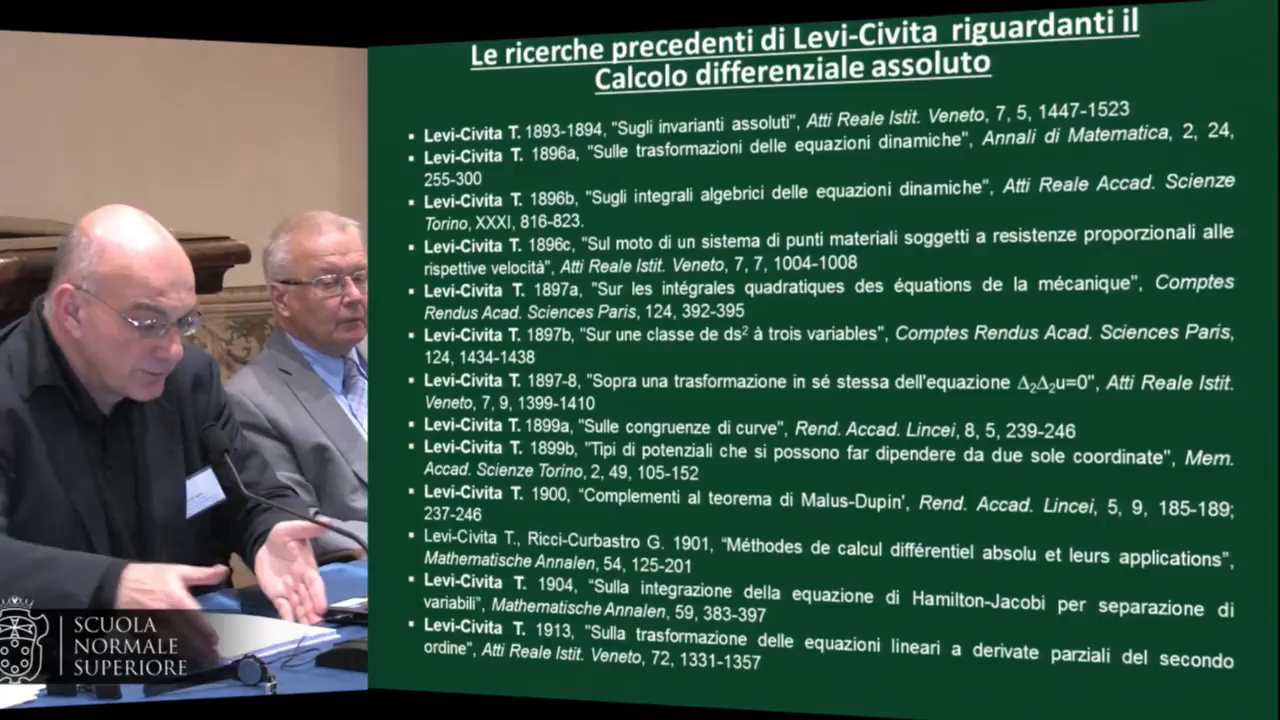 Le ricerche precedenti di Levi-Civita riguardanti il
Calcolo differenziale assoluto
▪ Levi-Civita T. 1893-1894, "Sugli invarianti assoluti", Atti Reale Istit. Veneto, 7, 5, 1447-1523
▪ Levi-Civita T. 1896a, "Sulle trasformazioni delle equazioni dinamiche", Annali di Matematica, 2, 24,
255-300
▪ Levi-Civita T. 1896b, "Sugli integrali algebrici delle equazioni dinamiche", Atti Reale Accad. Scienze
Torino, XXXI, 816-823.
▪ Levi-Civita T. 1896c, "Sul moto di un sistema di punti materiali soggetti a resistenze proporzionali alle
rispettive velocità", Atti Reale Istit. Veneto, 7, 7, 1004-1008
▪ Levi-Civita T. 1897a, "Sur les intégrales quadratiques des équations de la mécanique", Comptes
Rendus Acad. Sciences Paris, 124, 392-395
▪ Levi-Civita T. 1897b, "Sur une classe de ds² à trois variables", Comptes Rendus Acad. Sciences Paris,
124, 1434-1438
▪ Levi-Civita T. 1897-8, "Sopra una trasformazione in sé stessa dell'equazione Δ₂Δ₂u=0", Atti Reale Istit.
Veneto, 7, 9, 1399-1410
▪ Levi-Civita T. 1899a, "Sulle congruenze di curve", Rend. Accad. Lincei, 8, 5, 239-246
▪ Levi-Civita T. 1899b, "Tipi di potenziali che si possono far dipendere da due sole coordinate", Mem.
Accad. Scienze Torino, 2, 49, 105-152
▪ Levi-Civita T. 1900, “Complementi al teorema di Malus-Dupin', Rend. Accad. Lincei, 5, 9, 185-189;
237-246
▪ Levi-Civita T., Ricci-Curbastro G. 1901, “Méthodes de calcul différentiel absolu et leurs applications”,
Mathematische Annalen, 54, 125-201
▪ Levi-Civita T. 1904, “Sulla integrazione della equazione di Hamilton-Jacobi per separazione di
variabili”, Mathematische Annalen, 59, 383-397
▪ Levi-Civita T. 1913, “Sulla trasformazione delle equazioni lineari a derivate parziali del secondo
ordine”, Atti Reale Istit. Veneto, 72, 1331-1357
SCUOLA
NORMALE
SUPERIORE